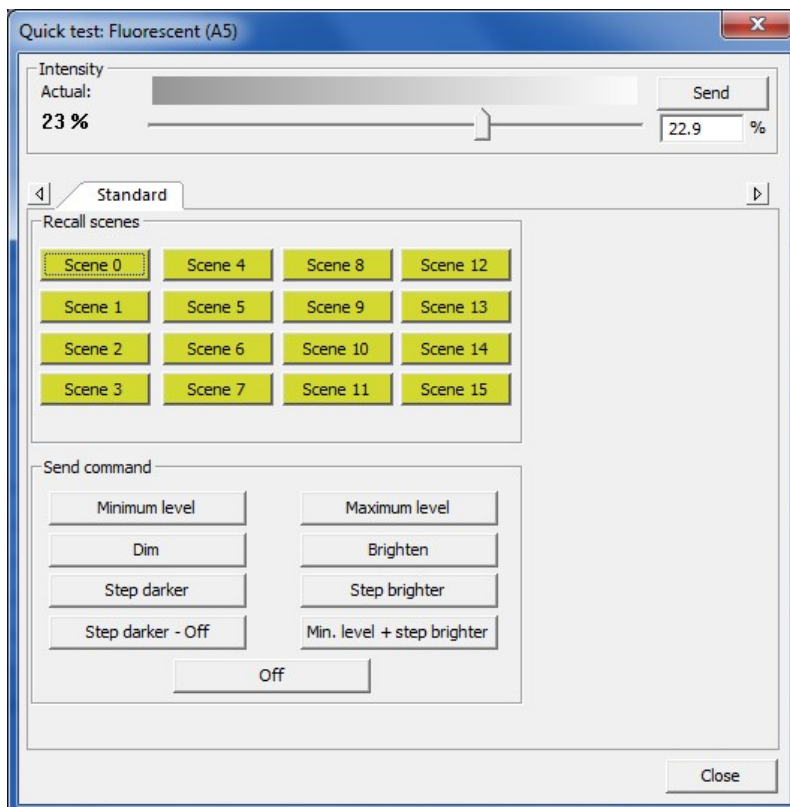 Quick test: Fluorescent (A5)
Intensity
Actual:
Send
23 %
22.9 %
Standard
Recall scenes
Scene 0 Scene 4 Scene 8 Scene 12
Scene 1 Scene 5 Scene 9 Scene 13
Scene 2 Scene 6 Scene 10 Scene 14
Scene 3 Scene 7 Scene 11 Scene 15
Send command
Minimum level Maximum level
Dim Brighten
Step darker Step brighter
Step darker - Off Min. level + step brighter
Off
Close